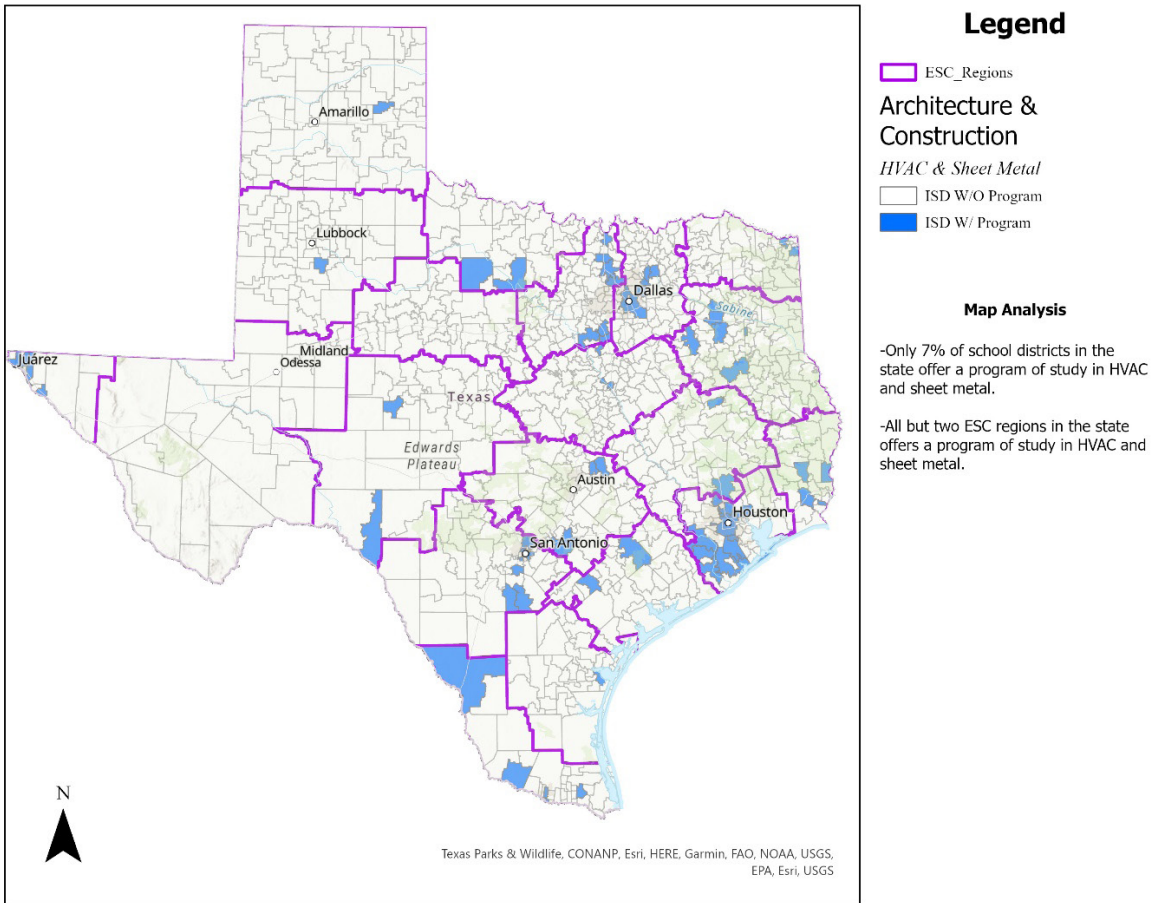 Amarillo
Lubbock
Dallas
Sabine
Juárez
Midland
Odessa
Texas
Edwards
Plateau
Austin
Houston
San Antonio
N
Texas Parks & Wildlife, CONANP, Esri, HERE, Garmin, FAO, NOAA, USGS,
EPA, Esri, USGS
Legend
ESC_Regions
Architecture &
Construction
HVAC & Sheet Metal
ISD W/O Program
ISD W/ Program
Map Analysis
-Only 7% of school districts in the
state offer a program of study in HVAC
and sheet metal.
-All but two ESC regions in the state
offers a program of study in HVAC and
sheet metal.